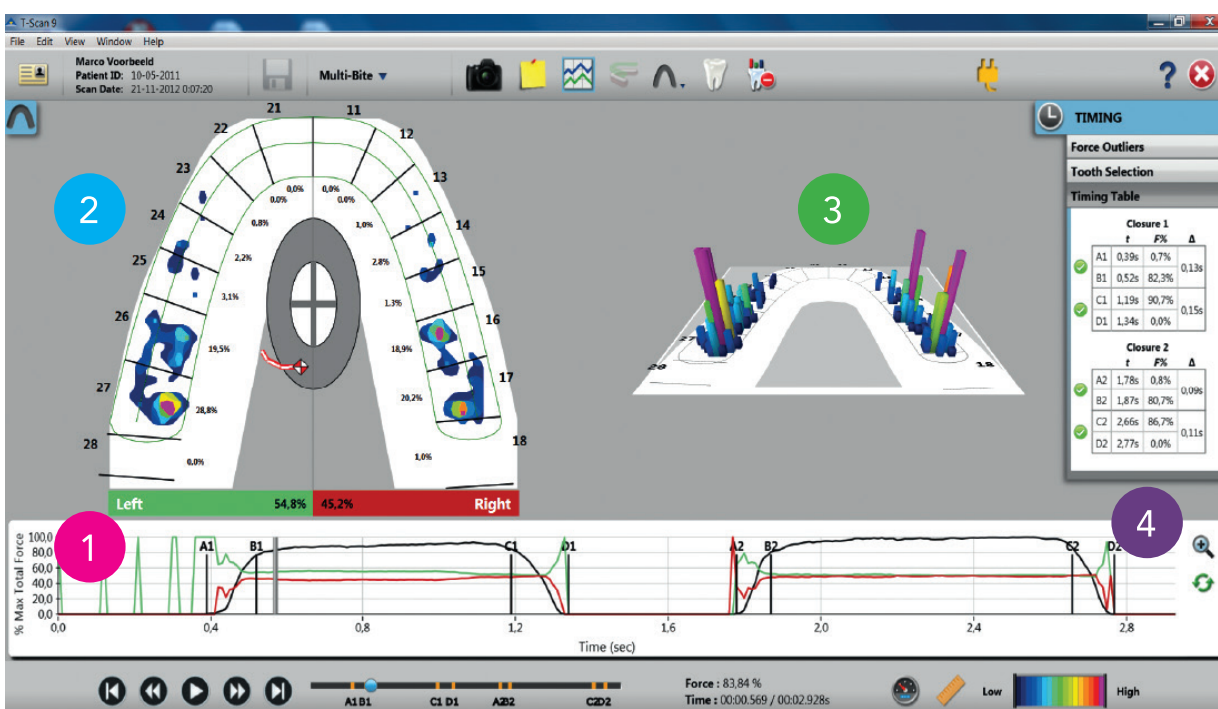 T-Scan 9
File Edit View Window Help
Marco Voorbeeld
Patient ID: 10-05-2011
Scan Date: 21-11-2012 0:07:20
Multi-Bite
?
21 11
22 12
23 13
24 14
25 15
26 16
27 17
28 18
0,0% 0,0%
0.0% 0.0%
0.8% 1,0%
2,2% 2.8%
3,1% 1.3%
19,5% 18,9%
28,8% 20,2%
0.0% 1,0%
Left 54,8% 45,2% Right
2
3
27
18
TIMING
Force Outliers
Tooth Selection
Timing Table
Closure 1
t F% Δ
A1 0,39s 0,7% 0,13s
B1 0,52s 82,3%
C1 1,19s 90,7% 0,15s
D1 1,34s 0,0%
Closure 2
t F% Δ
A2 1,78s 0,8% 0,09s
B2 1,87s 80,7%
C2 2,66s 86,7% 0,11s
D2 2,77s 0,0%
1
4
% Max Total Force
100,0
80,0
60,0
40,0
20,0
0,0
A1 B1 C1 D1 A2 B2 C2 D2
0,0 0,4 0,8 1,2 1,6 2,0 2,4 2,8
Time (sec)
A1B1 C1 D1 A2B2 C2D2
Force : 83,84 %
Time : 00:00.569 / 00:02.928s
Low High